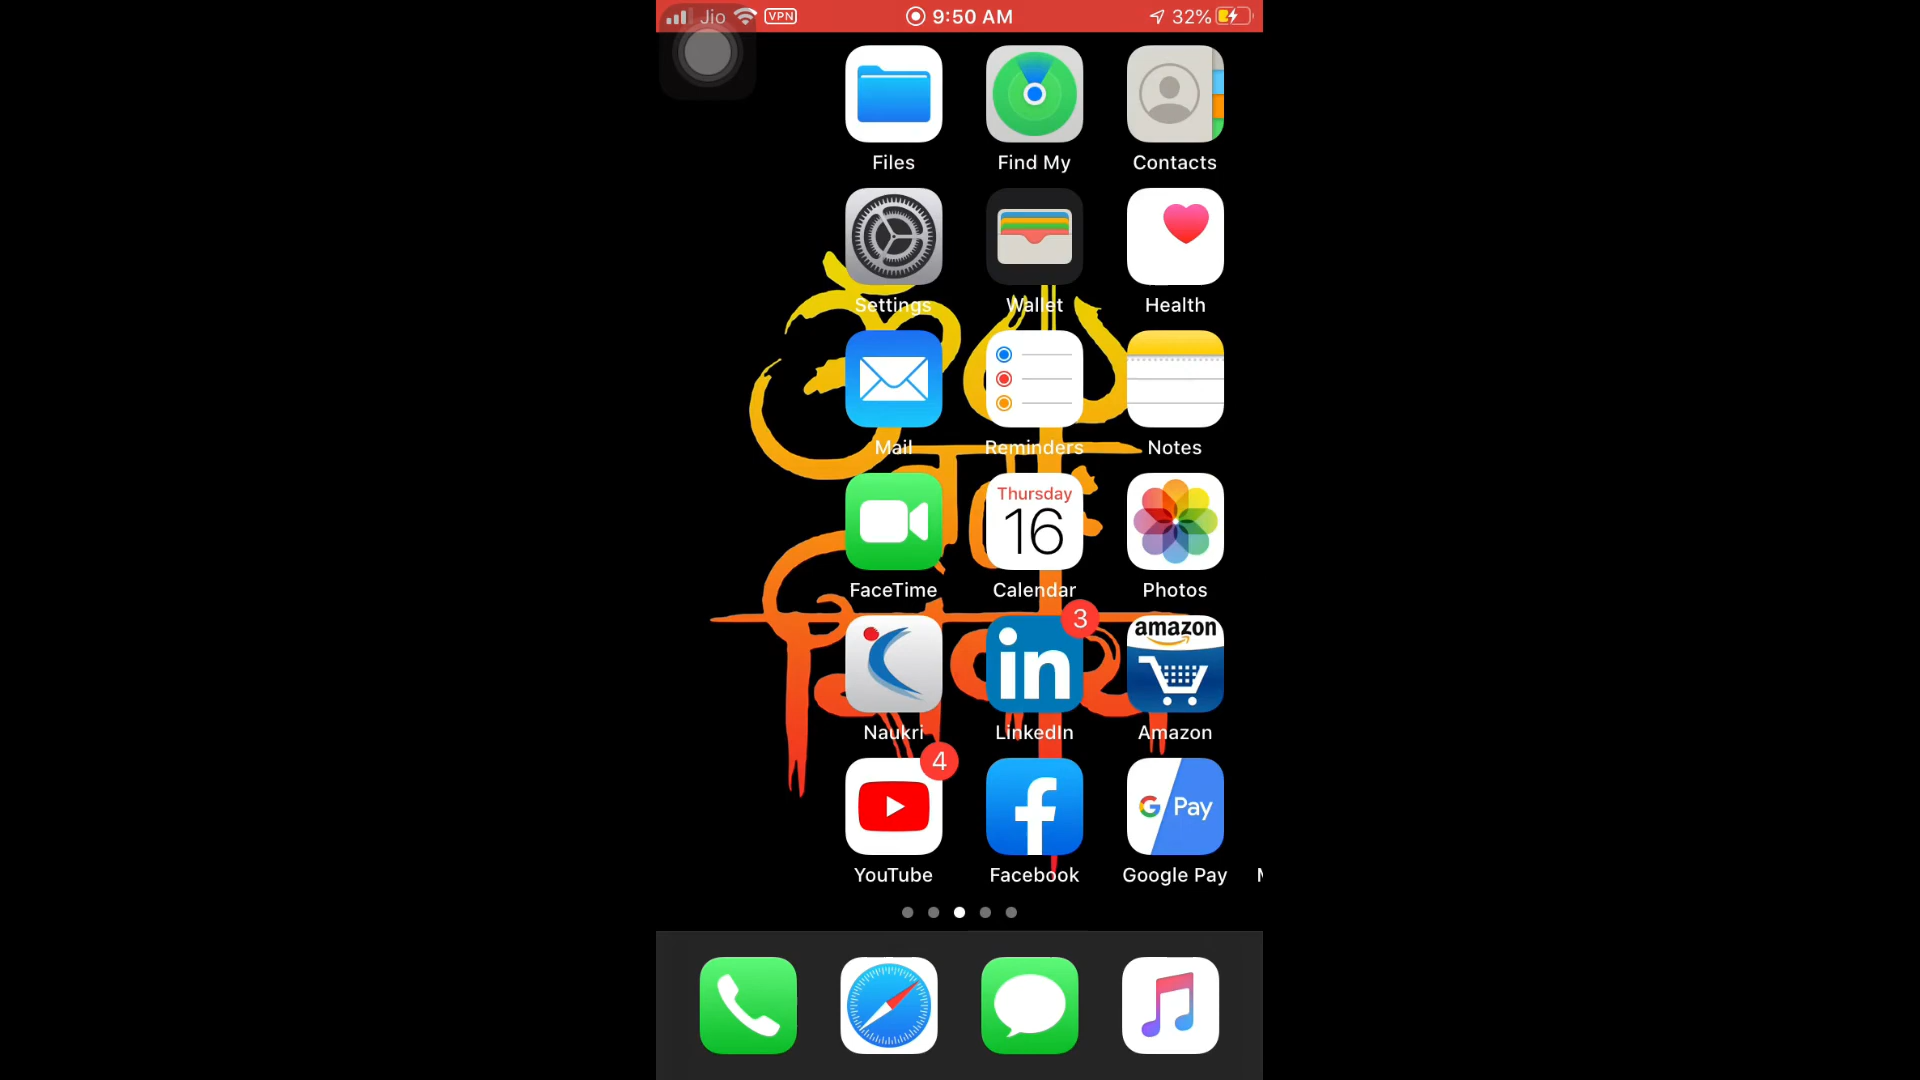 Jio VPN 9:50 AM 32%
Files Find My Contacts
Settings Wallet Health
Mail Reminders Notes
Thursday
16
FaceTime Calendar Photos
3
in amazon
Naukri LinkedIn Amazon
4
f G Pay
YouTube Facebook Google Pay